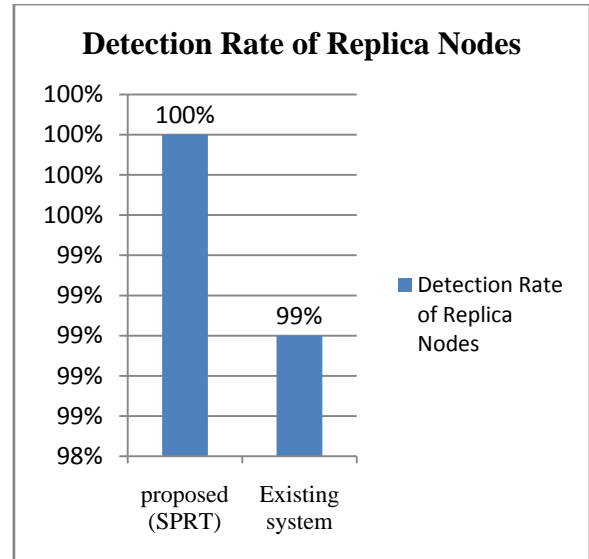 Detection Rate of Replica Nodes
100%
100%
100%
100%
99%
99%
99%
99%
99%
98%
100%
99%
proposed
(SPRT)
Existing
system
Detection Rate
of Replica
Nodes